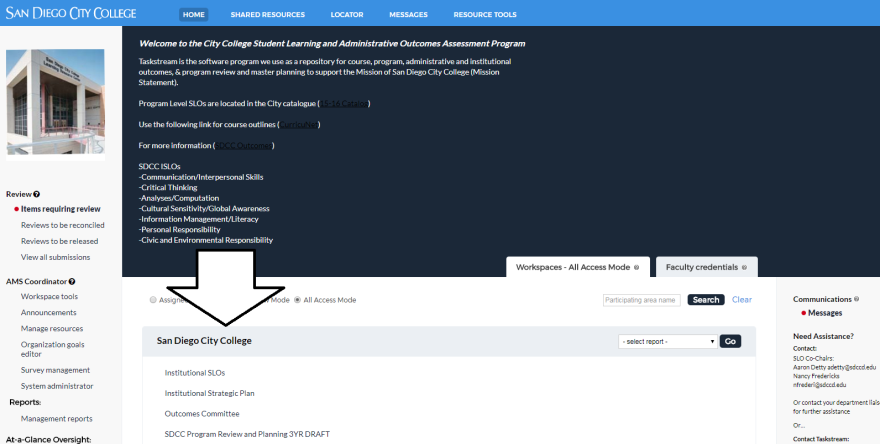 SAN DIEGO CITY COLLEGE
HOME SHARED RESOURCES LOCATOR MESSAGES RESOURCE TOOLS
Welcome to the City College Student Learning and Administrative Outcomes Assessment Program
Taskstream is the software program we use as a repository for course, program, administrative and institutional
outcomes, & program review and master planning to support the Mission of San Diego City College (Mission
Statement).
Program Level SLOs are located in the City catalogue (15-16 Catalog)
Use the following link for course outlines (
For more information (SDCC Outcomes)
SDCC ISLOs
-Communication/Interpersonal Skills
-Critical Thinking
-Analyses/Computation
-Cultural Sensitivity/Global Awareness
-Information Management/Literacy
-Personal Responsibility
-Civic and Environmental Responsibility
Review
Items requiring review
Reviews to be reconciled
Reviews to be released
View all submissions
AMS Coordinator
Workspace tools
Announcements
Manage resources
Organization goals
editor
Survey management
System administrator
Reports:
Management reports
At-a-Glance Oversight:
Workspaces - All Access Mode
Faculty credentials
Mode All Access Mode
Participating area name Search Clear
San Diego City College
- select report - Go
Institutional SLOs
Institutional Strategic Plan
Outcomes Committee
SDCC Program Review and Planning 3YR DRAFT
Communications
Messages
Need Assistance?
Contact:
SLO Co-Chairs:
Aaron Detty adetty@sdccd.edu
Nancy Fredericks
nfrederi@sdccd.edu
Or contact your department
for further assistance
Or...
Contact Taskstream: